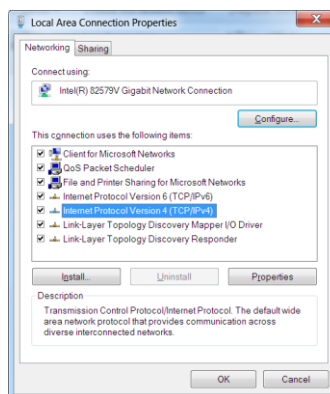 Local Area Connection Properties
Networking Sharing
Connect using:
Intel(R) 82579V Gigabit Network Connection
Configure...
This connection uses the following items:
Client for Microsoft Networks
QoS Packet Scheduler
File and Printer Sharing for Microsoft Networks
Internet Protocol Version 6 (TCP/IPv6)
Internet Protocol Version 4 (TCP/IPv4)
Link-Layer Topology Discovery Mapper I/O Driver
Link-Layer Topology Discovery Responder
Install... Uninstall Properties
Description
Transmission Control Protocol/Internet Protocol. The default wide
area network protocol that provides communication across
diverse interconnected networks.
OK Cancel